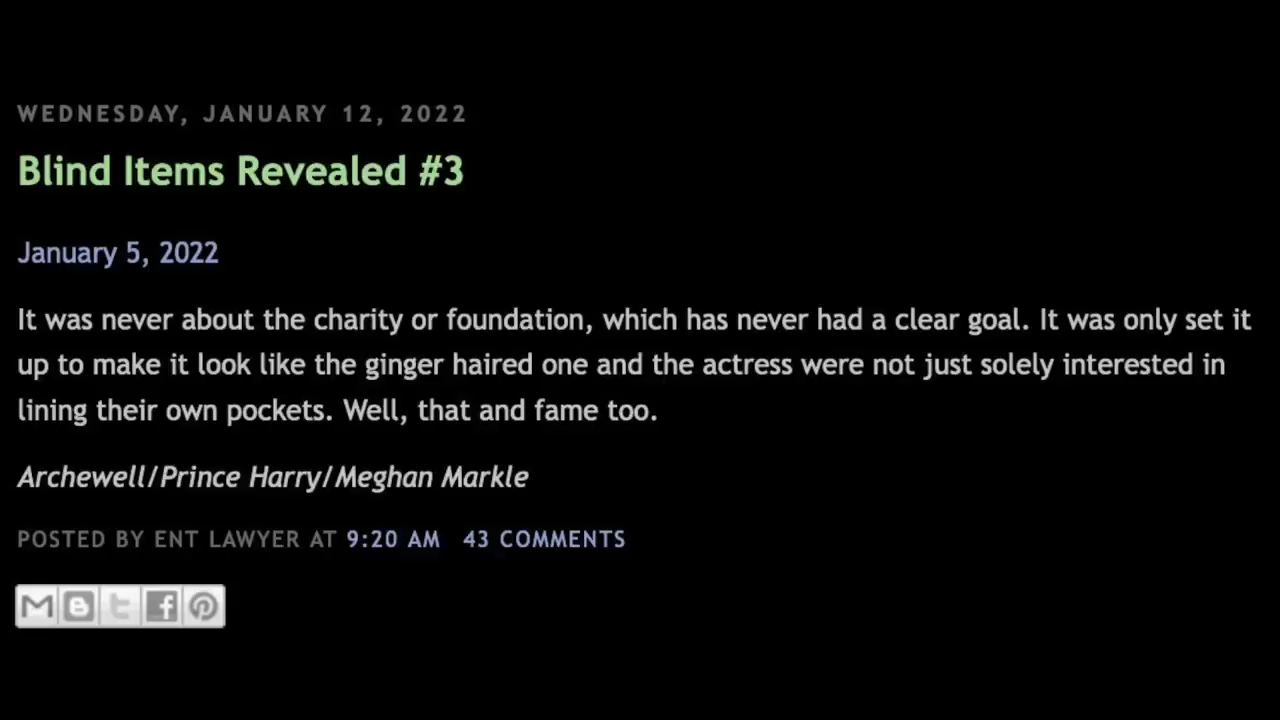 WEDNESDAY, JANUARY 12, 2022
Blind Items Revealed #3
January 5, 2022
It was never about the charity or foundation, which has never had a clear goal. It was only set it
up to make it look like the ginger haired one and the actress were not just solely interested in
lining their own pockets. Well, that and fame too.
Archewell/Prince Harry/Meghan Markle
POSTED BY ENT LAWYER AT 9:20 AM 43 COMMENTS